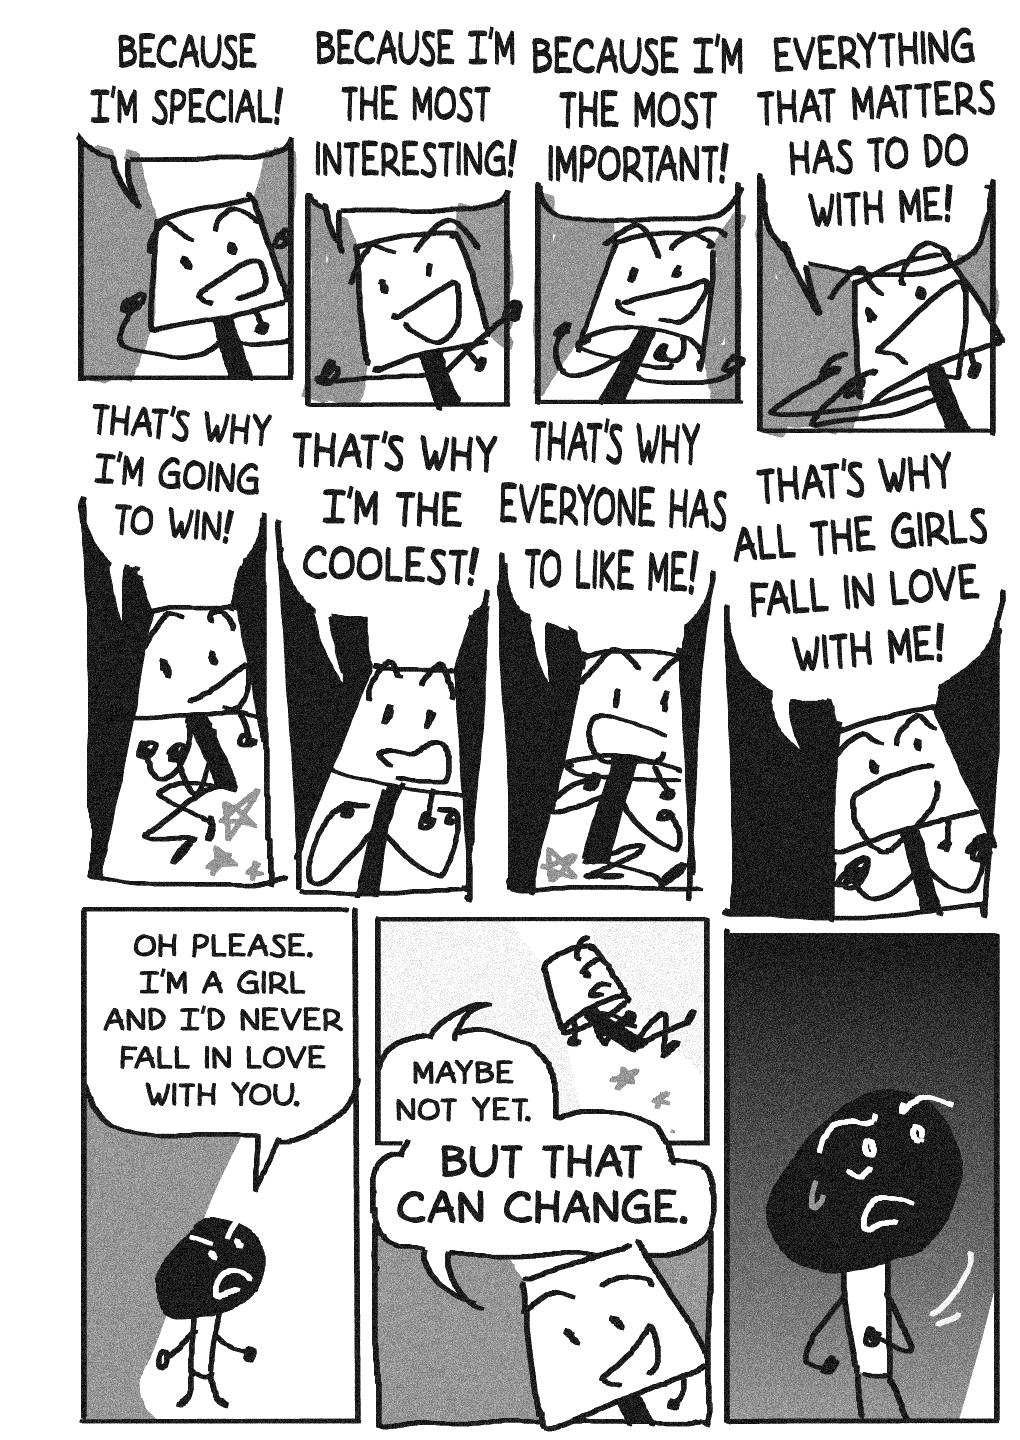 BECAUSE
I'M SPECIAL!
BECAUSE I'M
THE MOST
INTERESTING!
BECAUSE I'M
THE MOST
IMPORTANT!
EVERYTHING
THAT MATTERS
HAS TO DO
WITH ME!
THAT'S WHY
I'M GOING
TO WIN!
THAT'S WHY
I'M THE
COOLEST!
THAT'S WHY
EVERYONE HAS
TO LIKE ME!
THAT'S WHY
ALL THE GIRLS
FALL IN LOVE
WITH ME!
OH PLEASE.
I'M A GIRL
AND I'D NEVER
FALL IN LOVE
WITH YOU.
MAYBE
NOT YET.
BUT THAT
CAN CHANGE.